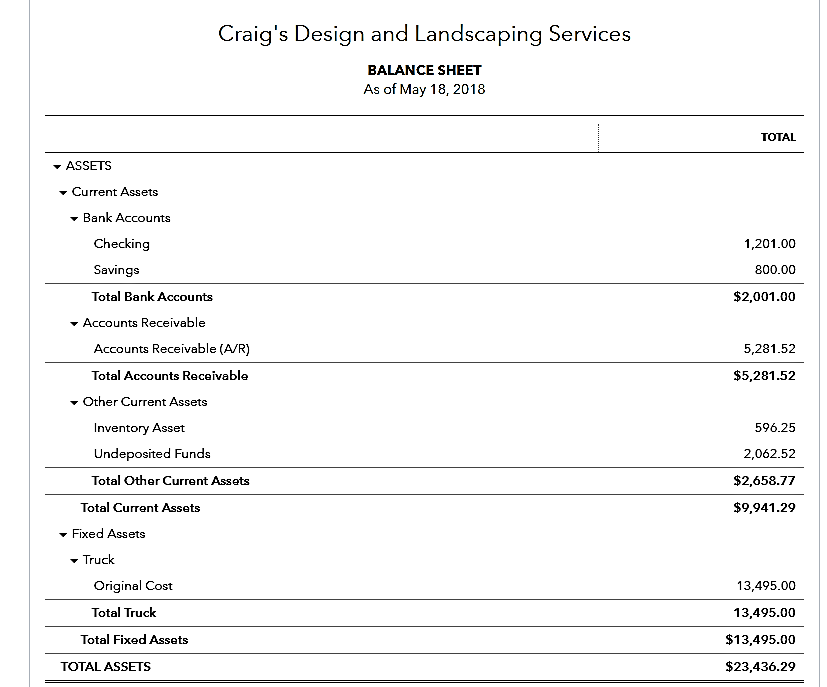 Craig's Design and Landscaping Services
BALANCE SHEET
As of May 18, 2018
TOTAL
ASSETS
Current Assets
Bank Accounts
Checking 1,201.00
Savings 800.00
Total Bank Accounts $2,001.00
Accounts Receivable
Accounts Receivable (A/R) 5,281.52
Total Accounts Receivable $5,281.52
Other Current Assets
Inventory Asset 596.25
Undeposited Funds 2,062.52
Total Other Current Assets $2,658.77
Total Current Assets $9,941.29
Fixed Assets
Truck
Original Cost 13,495.00
Total Truck 13,495.00
Total Fixed Assets $13,495.00
TOTAL ASSETS $23,436.29